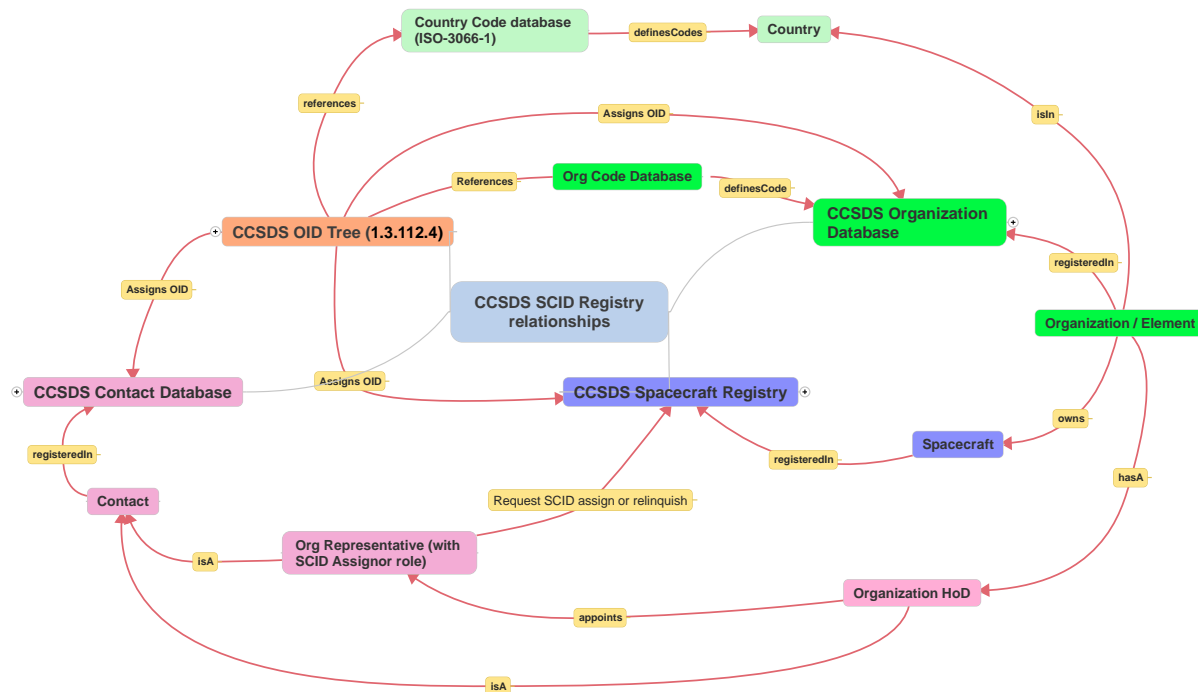 Country Code database
(ISO-3066-1)
definesCodes
Country
references
Assigns OID
isIn
References
Org Code Database
definesCode
CCSDS OID Tree (1.3.112.4)
CCSDS Organization
Database
registeredIn
Assigns OID
CCSDS SCID Registry
relationships
Organization / Element
CCSDS Contact Database
Assigns OID
CCSDS Spacecraft Registry
owns
Spacecraft
registeredIn
registeredIn
hasA
Contact
Request SCID assign or relinquish
Org Representative (with
SCID Assignor role)
isA
Organization HoD
appoints
isA